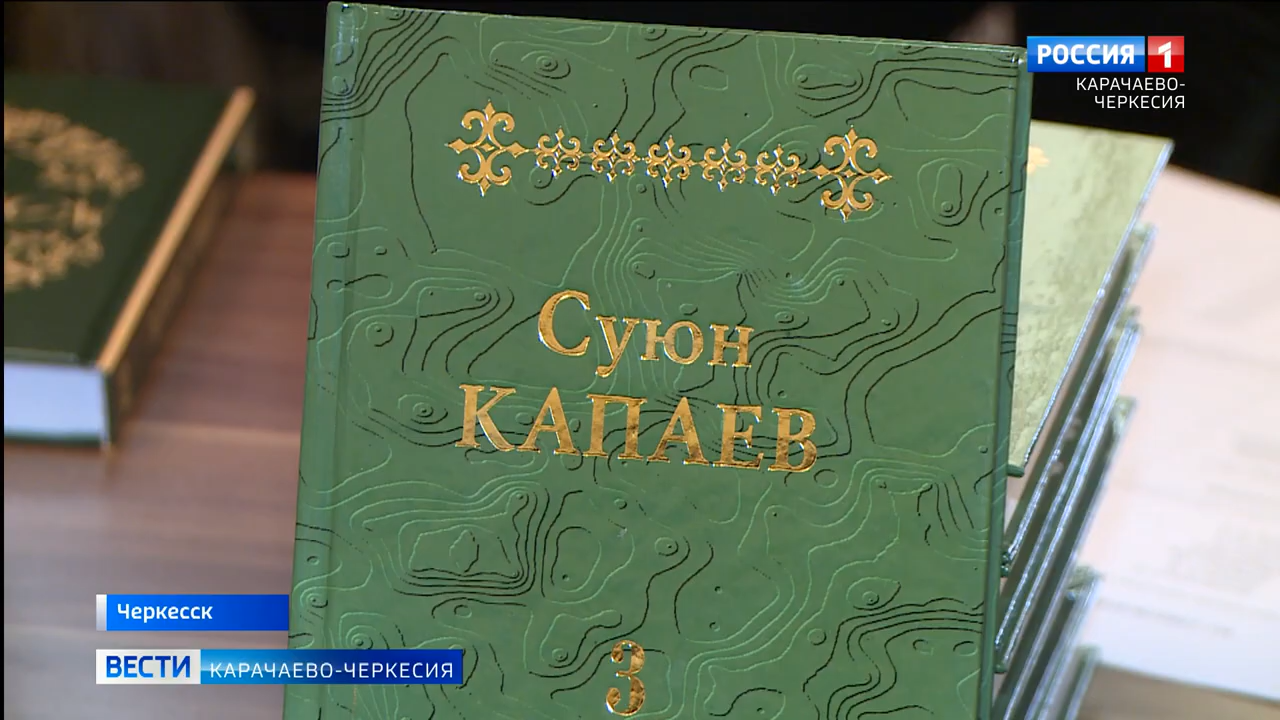 РОССИЯ 1
КАРАЧАЕВО-
ЧЕРКЕСИЯ
Суюн
КАПАЕВ
3
Черкесск
ВЕСТИ КАРАЧАЕВО-ЧЕРКЕСИЯ